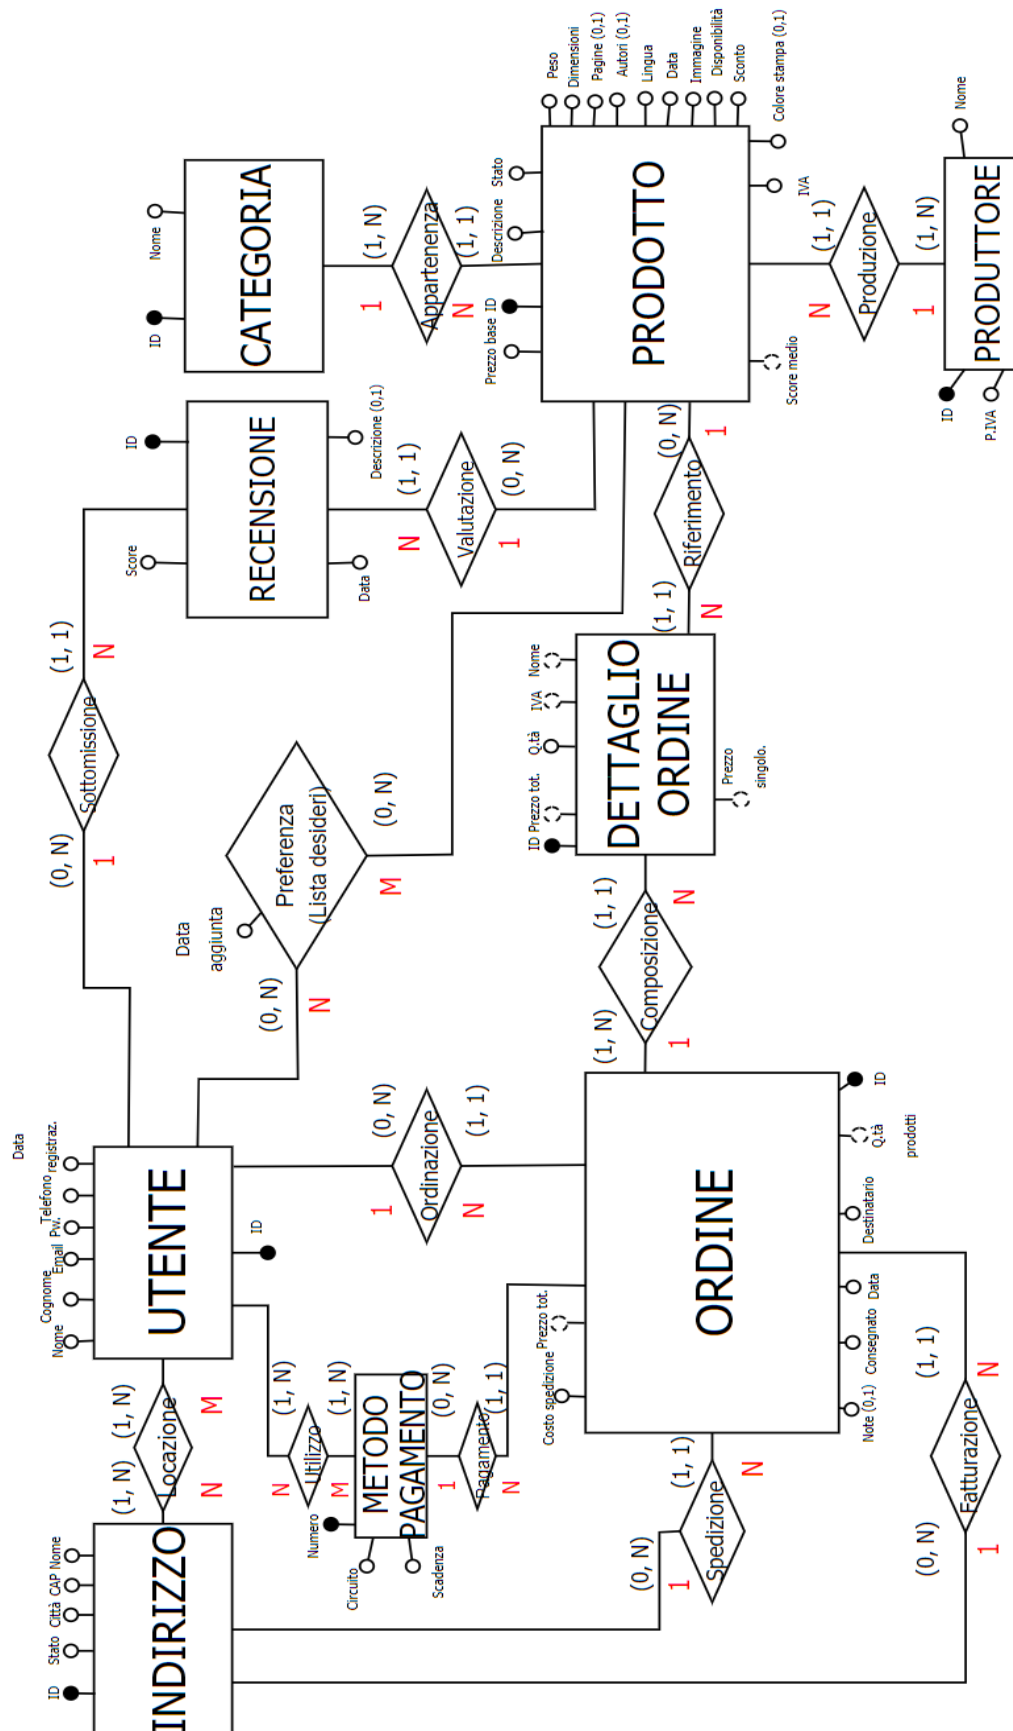 INDIRIZZO
ID
Stato
Città
CAP
Nome
(1, N)
Locazione
(1, N)
N
M
UTENTE
Nome
Cognome
Email
Pw.
Telefono
Data
registraz.
ID
(0, N)
1
Sottomissione
(1, 1)
N
RECENSIONE
Score
ID
Data
Descrizione (0,1)
N
(1, 1)
Valutazione
1
(0, N)
CATEGORIA
ID
Nome
1
(1, N)
Appartenenza
N
(1, 1)
(0, N)
N
Data
aggiunta
Preferenza
(Lista desideri)
(0, N)
M
N
(1, N)
Utilizzo
M
(1, N)
METODO
PAGAMENTO
Numero
Circuito
Scadenza
1
(0, N)
Pagamento
N
(1, 1)
1
(0, N)
Ordinazione
N
(1, 1)
ORDINE
Costo spedizione
Prezzo tot.
Note (0,1)
Consegnato
Data
Destinatario
Q.tà
prodotti
ID
(1, N)
1
Composizione
(1, 1)
N
DETTAGLIO
ORDINE
ID
Prezzo tot.
Q.tà
IVA
Nome
Prezzo
singolo.
(1, 1)
N
Riferimento
(0, N)
1
PRODOTTO
Prezzo base
ID
Descrizione
Stato
Peso
Dimensioni
Pagine (0,1)
Autori (0,1)
Lingua
Data
Immagine
Disponibilità
Sconto
Colore stampa (0,1)
IVA
Score medio
N
(1, 1)
Produzione
1
(1, N)
PRODUTTORE
ID
P.IVA
Nome
(0, N)
1
Spedizione
(1, 1)
N
(0, N)
1
Fatturazione
(1, 1)
N